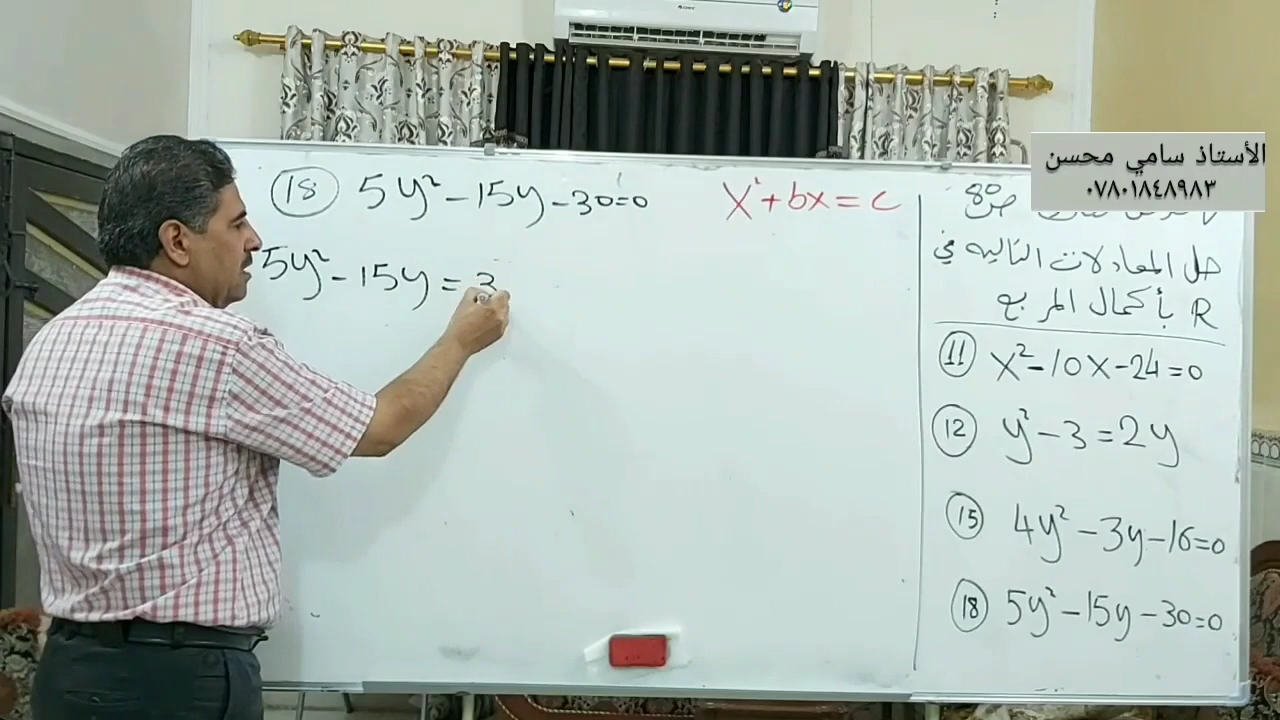 الأستاذ سامي محسن
٠٧٨٠١٨٤٨٩٨٣
حل المعادلات التالية في
R بأكمال المربع
11 x² - 10x - 24 = 0
12 y² - 3 = 2y
15 4y² - 3y - 16 = 0
18 5y² - 15y - 30 = 0
18 5y² - 15y - 30 = 0
x² + bx = c
5y² - 15y = 3